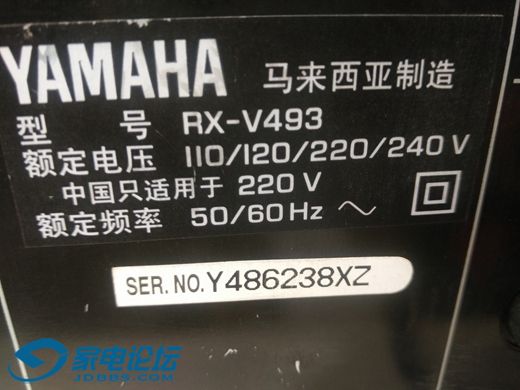 YAMAHA 马来西亚制造
型 号 RX-V493
额定电压 110/120/220/240 V
中国只适用于 220 V
额定频率 50/60 Hz ~
SER. NO. Y486238XZ
家电论坛
JDBBS.COM